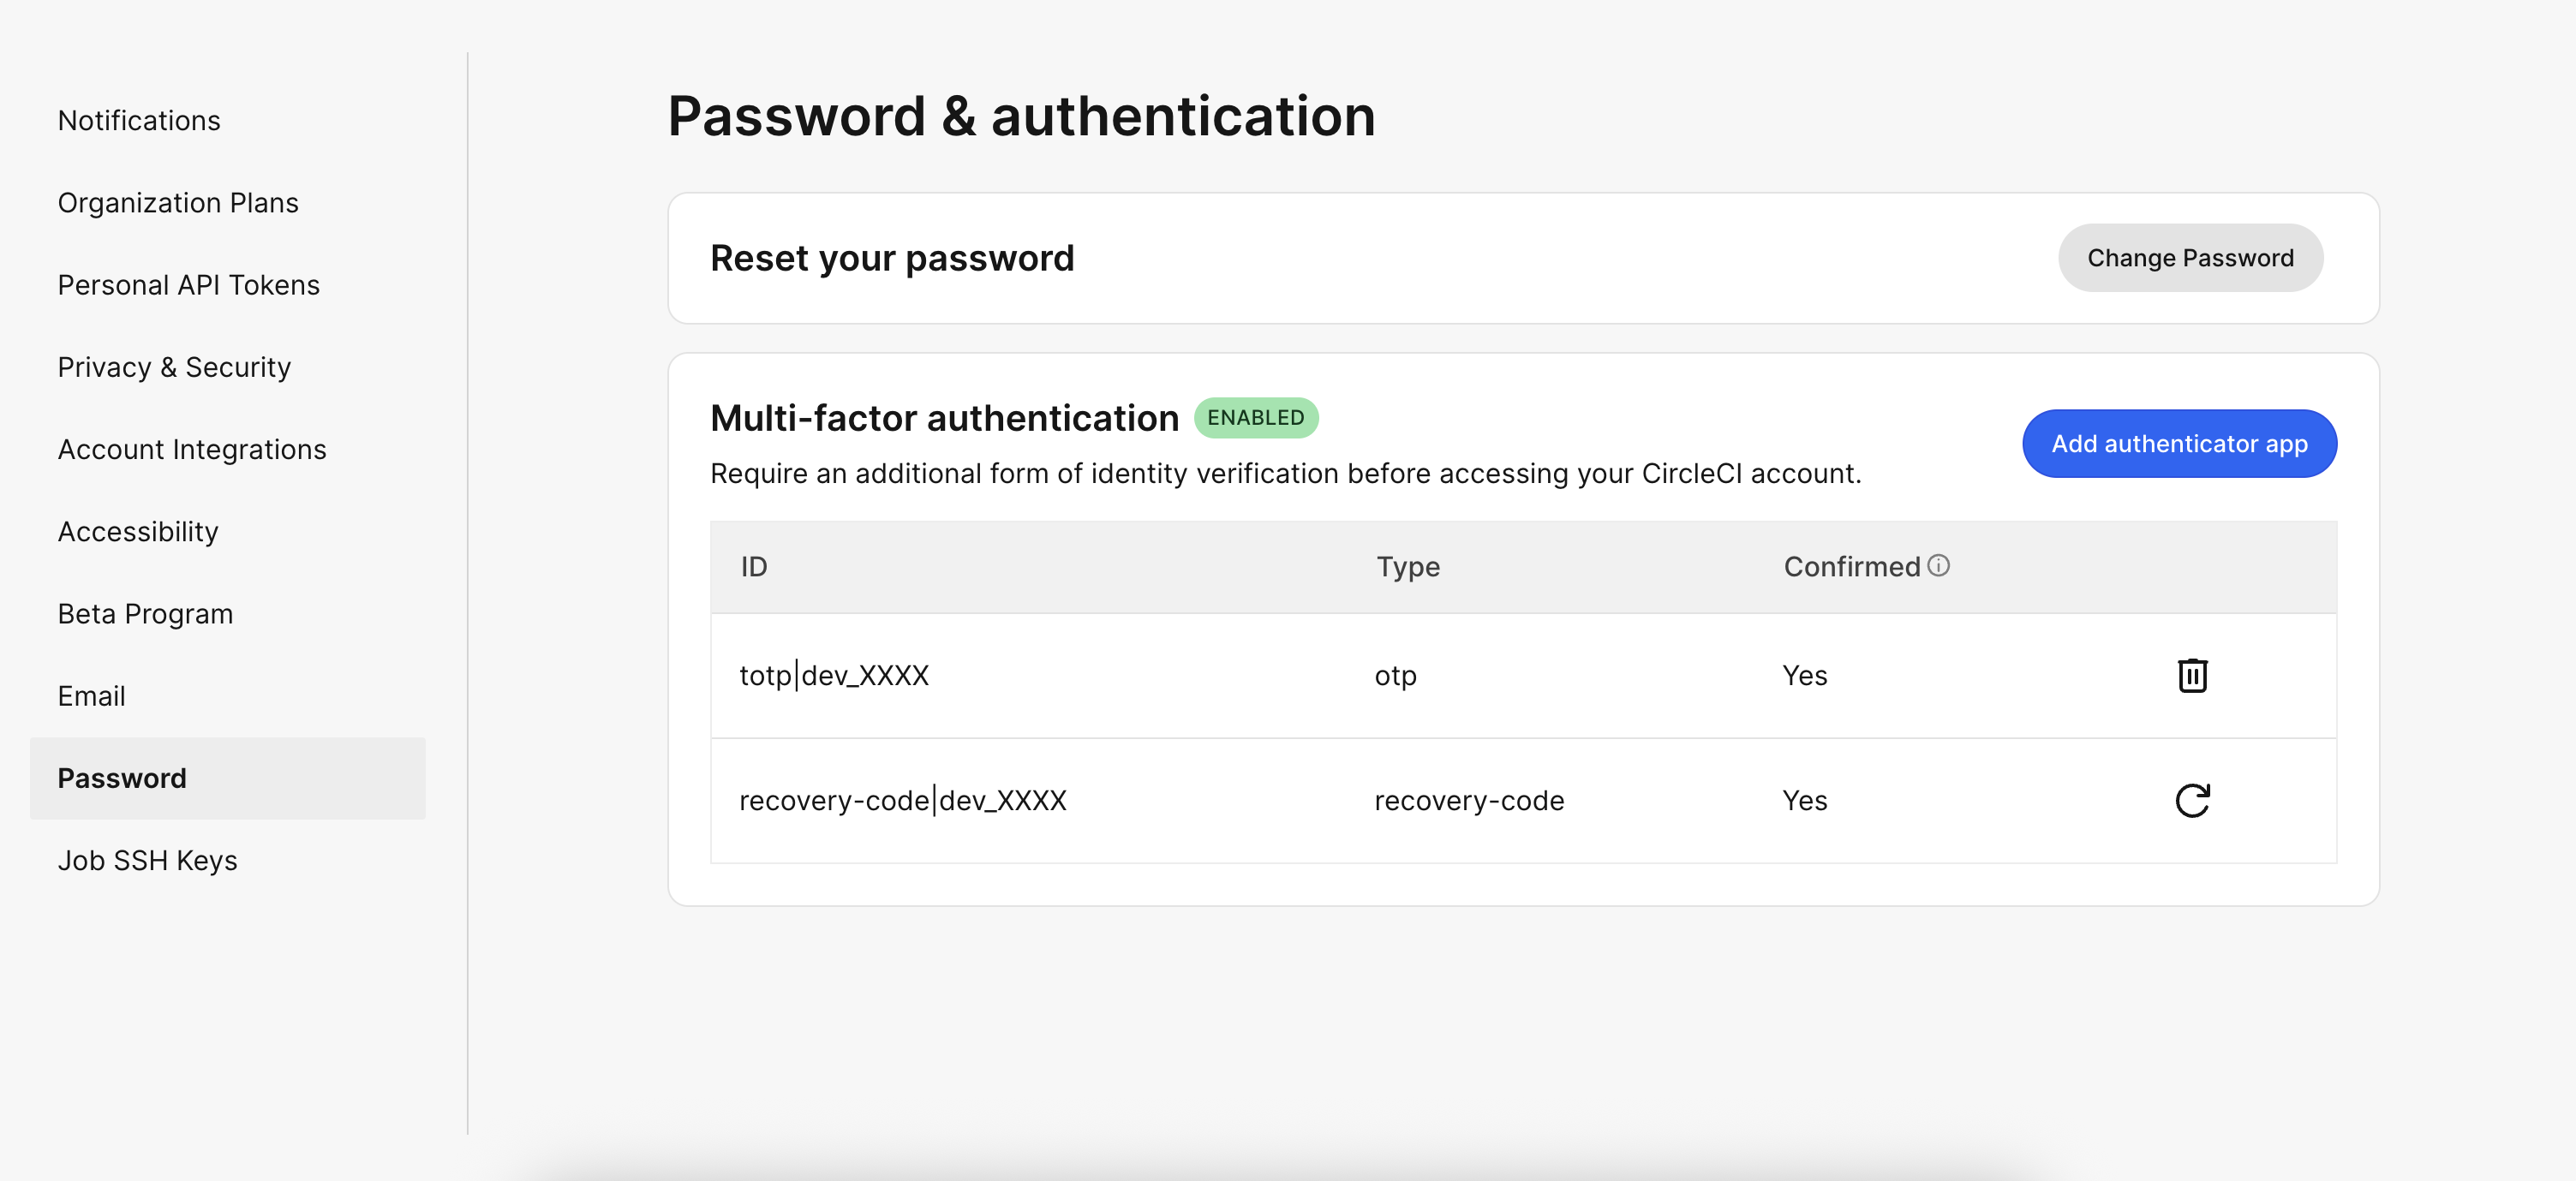 Notifications
Organization Plans
Personal API Tokens
Privacy & Security
Account Integrations
Accessibility
Beta Program
Email
Password
Job SSH Keys
Password & authentication
Reset your password
Change Password
Multi-factor authentication ENABLED
Require an additional form of identity verification before accessing your CircleCI account.
Add authenticator app
ID Type Confirmed
totp|dev_XXXX otp Yes
recovery-code|dev_XXXX recovery-code Yes